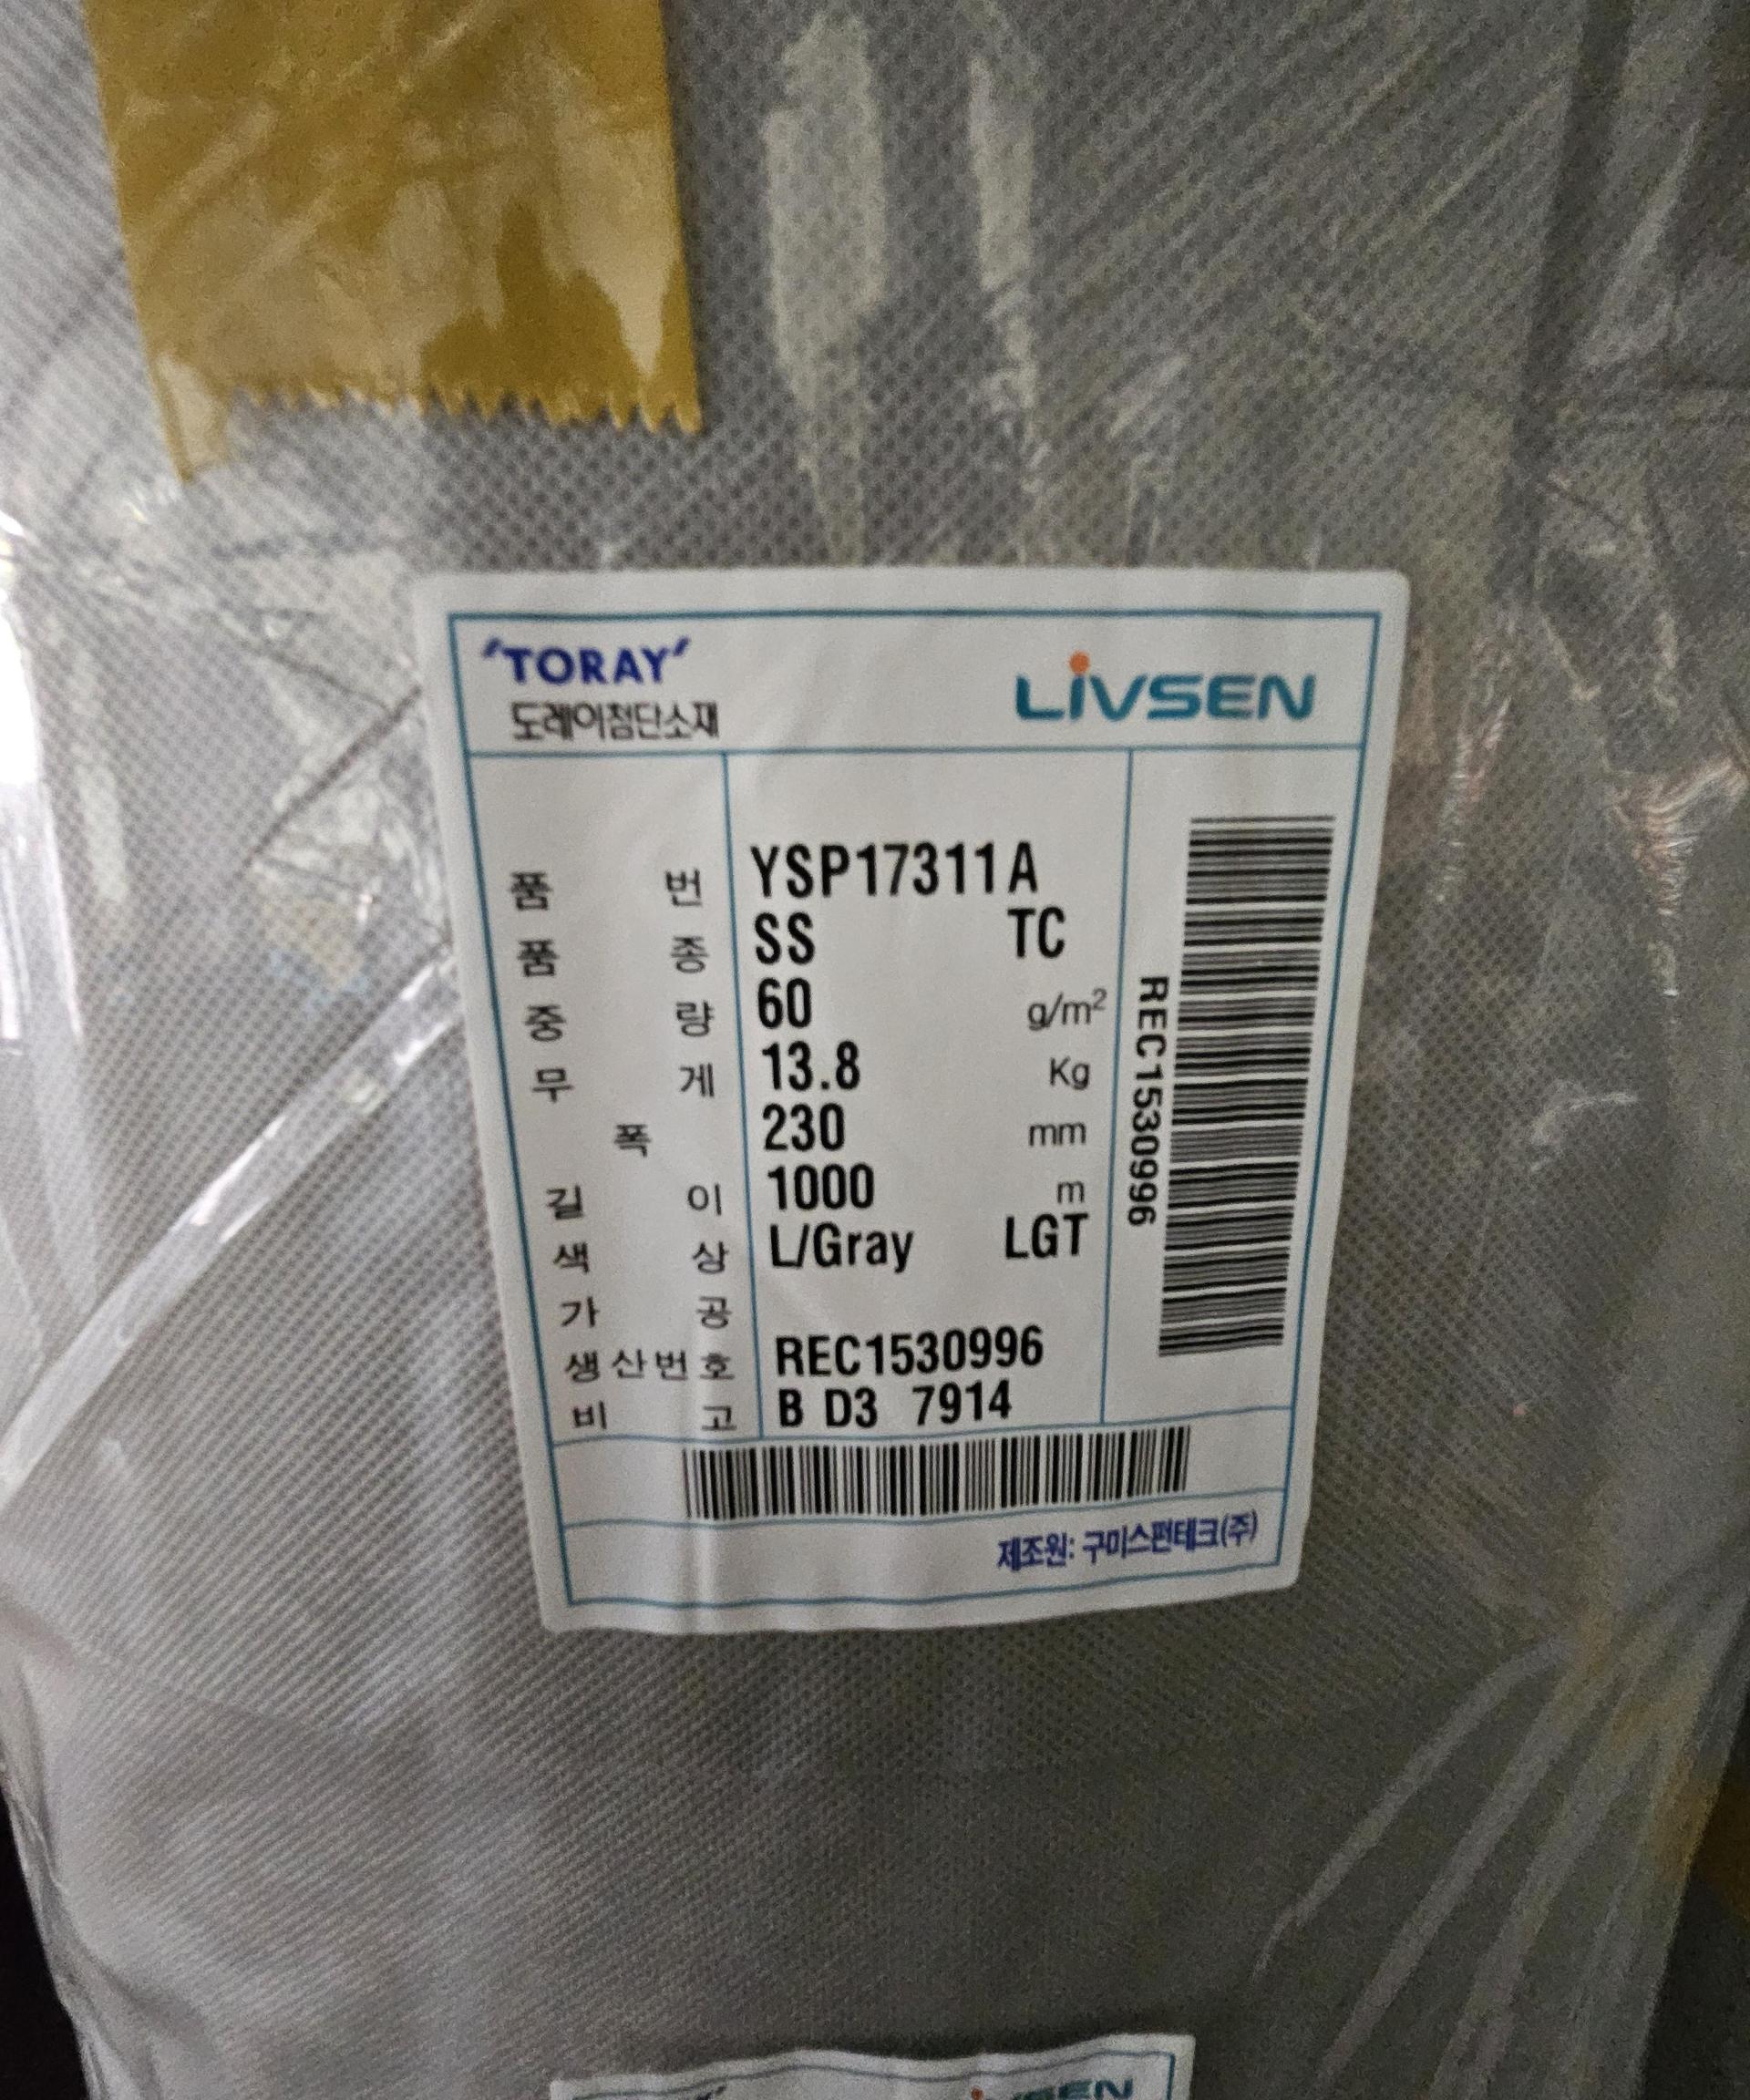 "TORAY"
도레이첨단소재
LiVSEN
품 번 YSP17311A
품 종 SS TC
중 량 60 g/m²
무 게 13.8 Kg
폭 230 mm
길 이 1000 m
색 상 L/Gray LGT
가 공
생산번호 REC1530996
비 고 B D3 7914
REC1530996
제조원: 구미스펀테크(주)